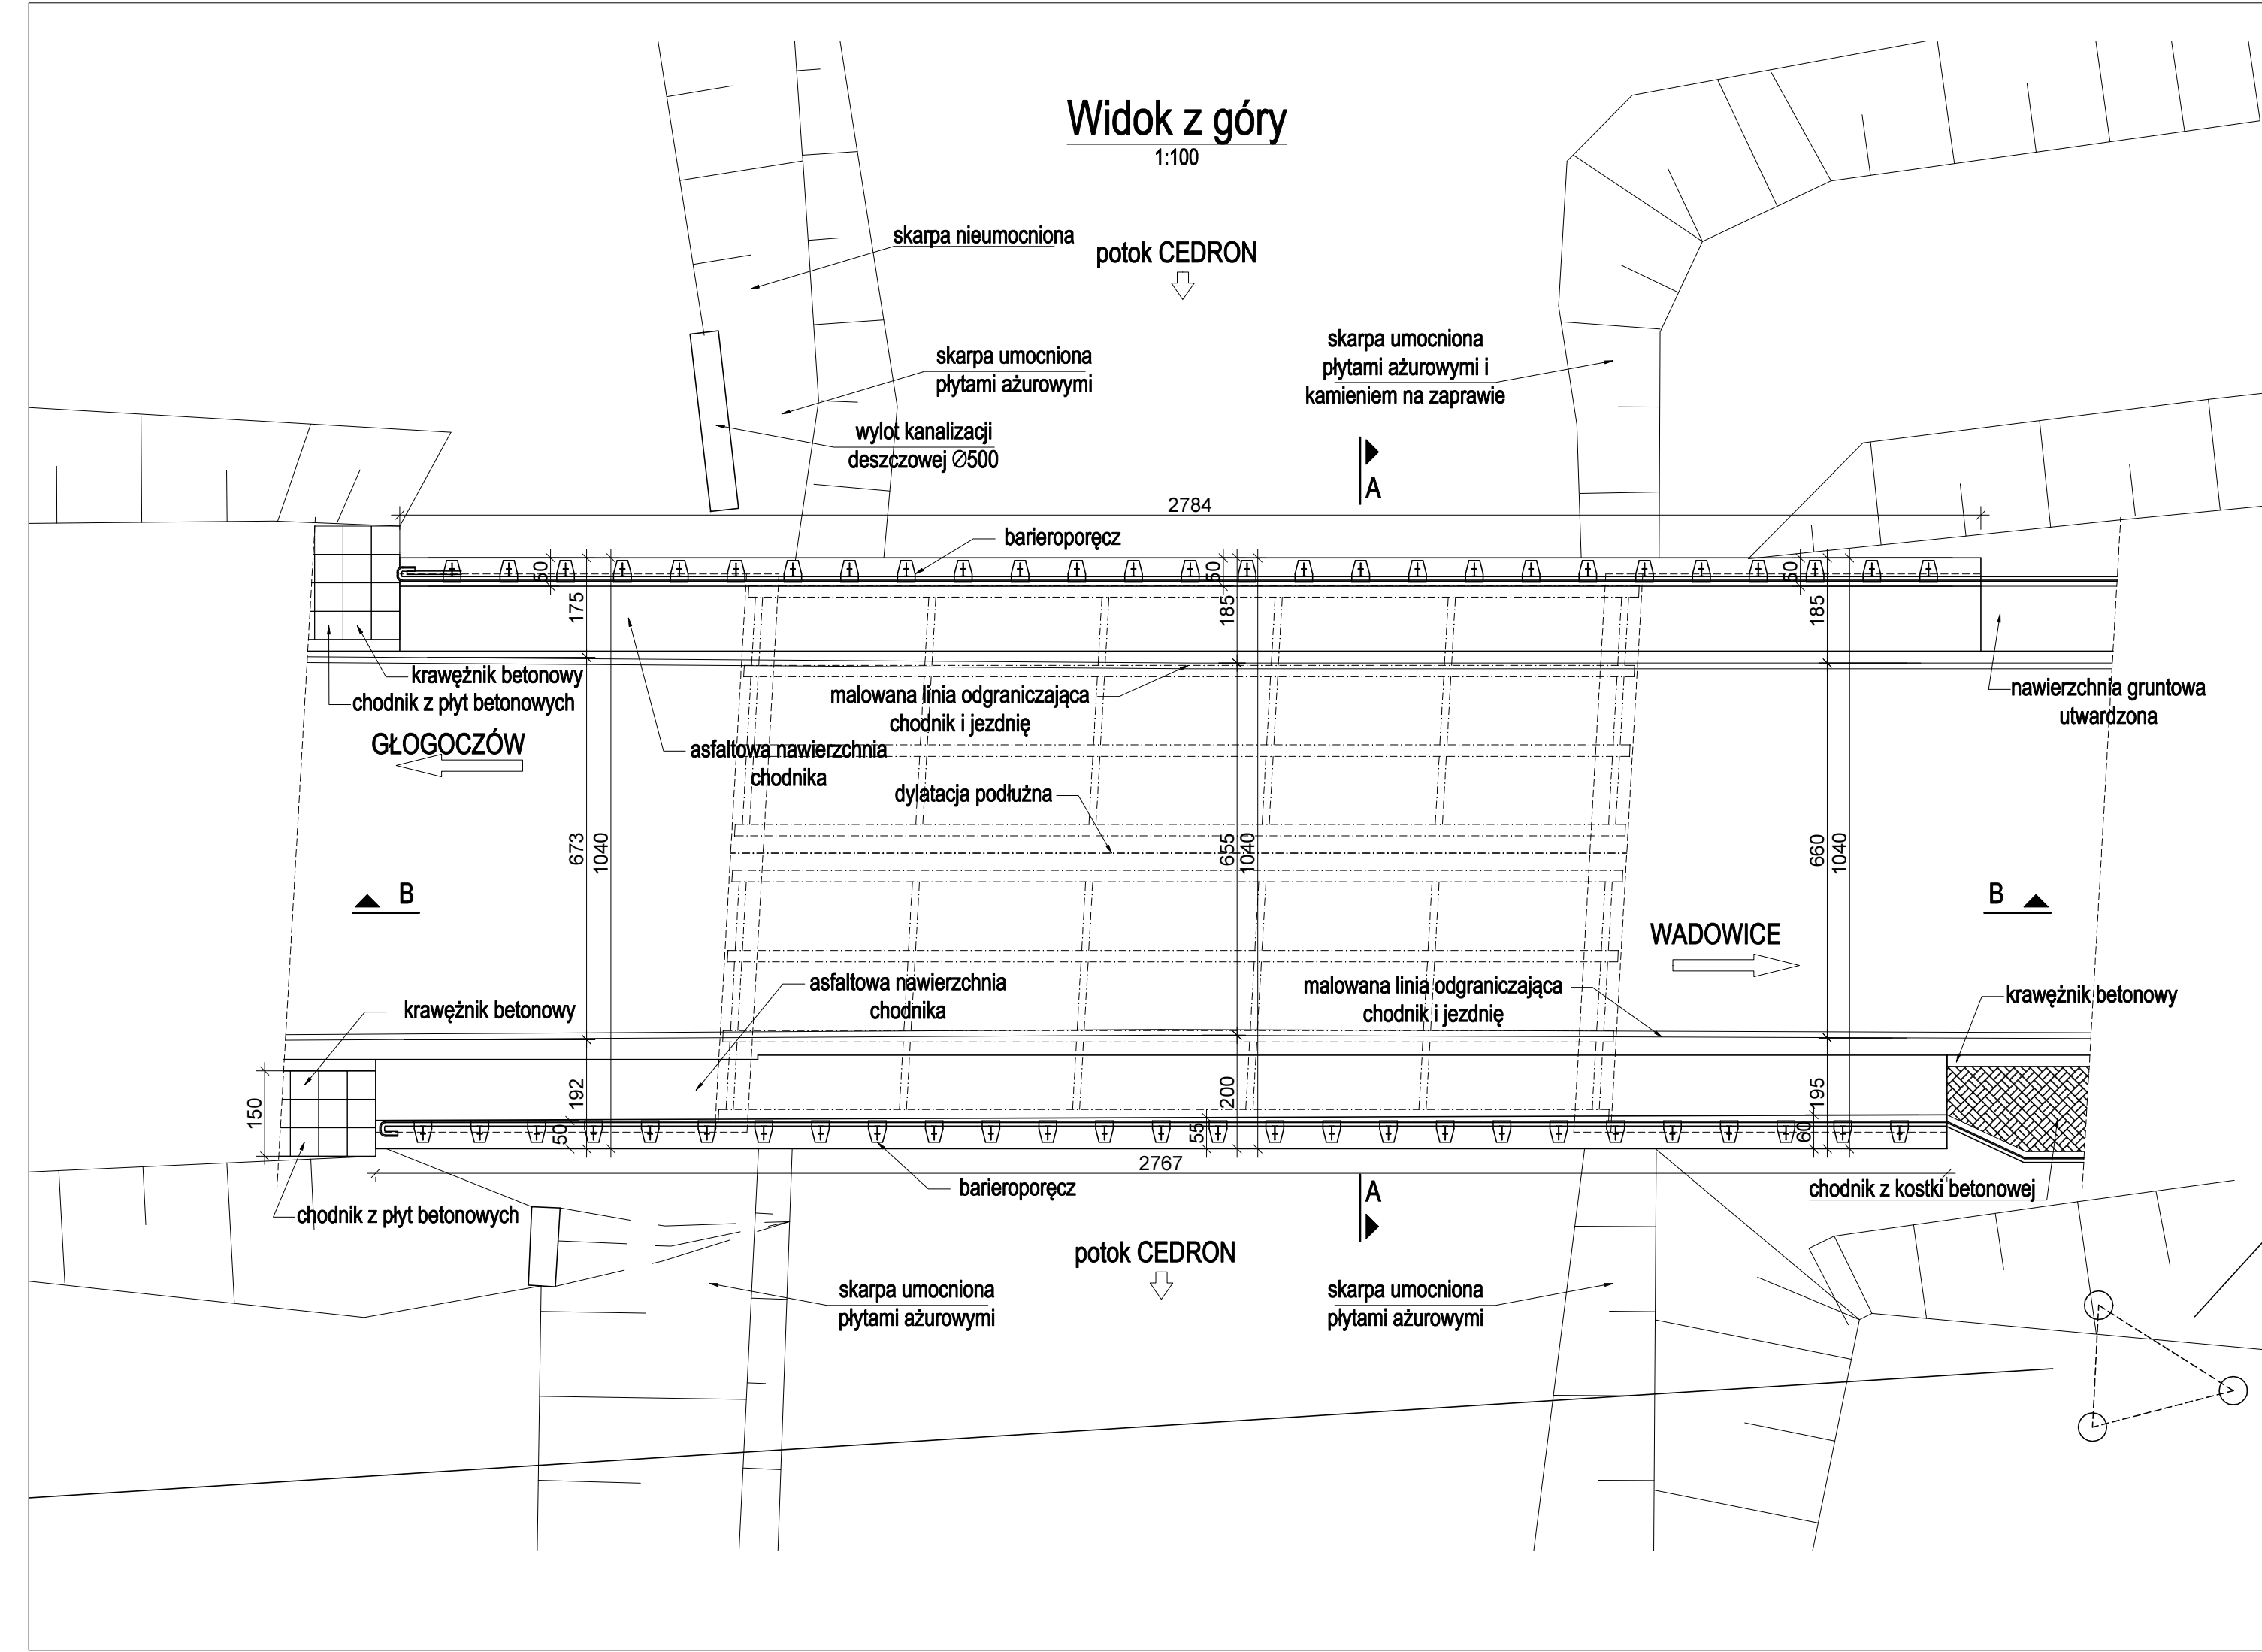 Widok z góry
1:100
skarpa nieumocniona
potok CEDRON
skarpa umocniona
płytami ażurowymi
skarpa umocniona
płytami ażurowymi i
kamieniem na zaprawie
wylot kanalizacji
deszczowej ∅500
A
2784
barieroporęcz
50
50
50
175
185
185
krawężnik betonowy
chodnik z płyt betonowych
malowana linia odgraniczająca
chodnik i jezdnię
nawierzchnia gruntowa
utwardzona
GŁOGOCZÓW
asfaltowa nawierzchnia
chodnika
dylatacja podłużna
673
1040
655
1040
660
1040
B
B
WADOWICE
asfaltowa nawierzchnia
chodnika
malowana linia odgraniczająca
chodnik i jezdnię
krawężnik betonowy
krawężnik betonowy
150
192
200
195
50
55
60
2767
barieroporęcz
A
chodnik z kostki betonowej
chodnik z płyt betonowych
potok CEDRON
skarpa umocniona
płytami ażurowymi
skarpa umocniona
płytami ażurowymi